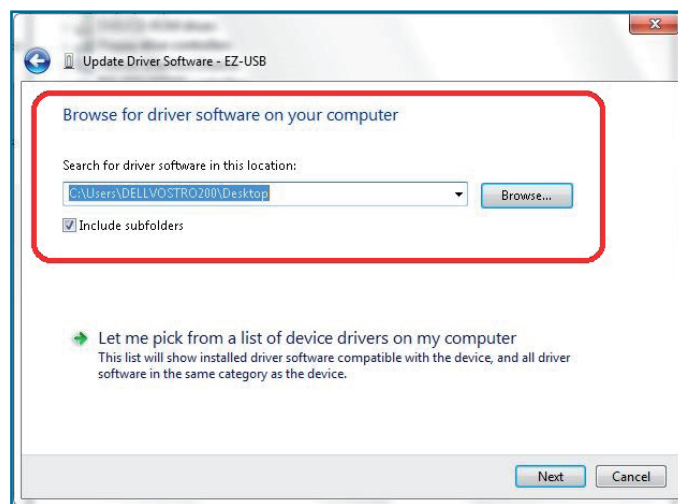 Update Driver Software - EZ-USB
Browse for driver software on your computer
Search for driver software in this location:
C:\Users\DELLVOSTRO200\Desktop
Browse...
Include subfolders
Let me pick from a list of device drivers on my computer
This list will show installed driver software compatible with the device, and all driver
software in the same category as the device.
Next Cancel